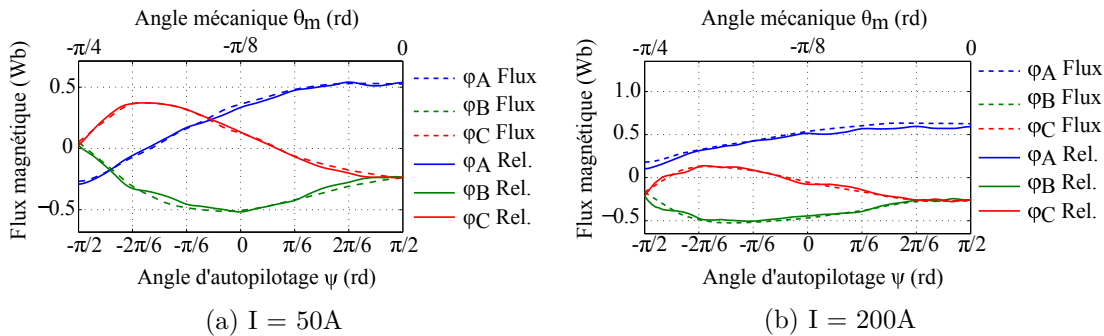 Angle mécanique θm (rd)
-π/4 -π/8 0
Flux magnétique (Wb)
0.5
0
−0.5
-π/2 -2π/6 -π/6 0 π/6 2π/6 π/2
Angle d'autopilotage ψ (rd)
φA Flux
φB Flux
φC Flux
φA Rel.
φB Rel.
φC Rel.
(a) I = 50A
Angle mécanique θm (rd)
-π/4 -π/8 0
Flux magnétique (Wb)
1.0
0.5
0
−0.5
-π/2 -2π/6 -π/6 0 π/6 2π/6 π/2
Angle d'autopilotage ψ (rd)
φA Flux
φB Flux
φC Flux
φA Rel.
φB Rel.
φC Rel.
(b) I = 200A